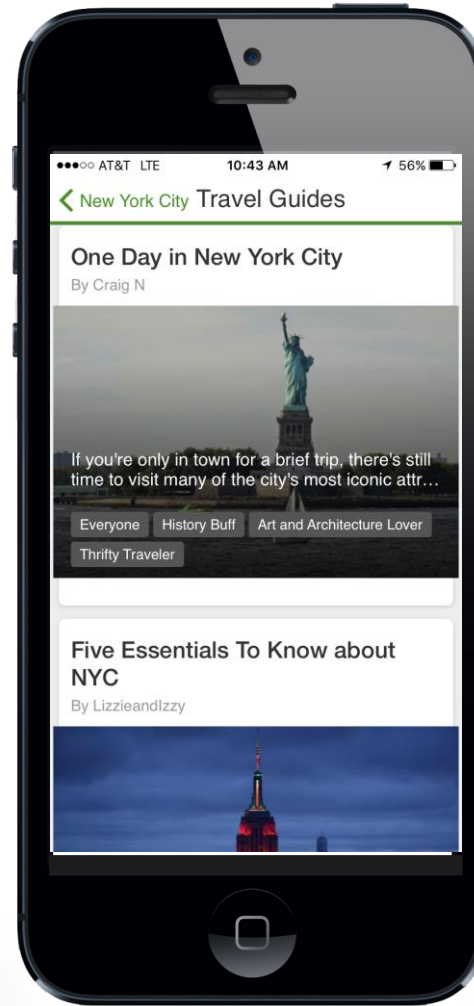 ●●●○○ AT&T LTE 10:43 AM 56%
New York City Travel Guides
One Day in New York City
By Craig N
If you're only in town for a brief trip, there's still
time to visit many of the city's most iconic attr...
Everyone History Buff Art and Architecture Lover
Thrifty Traveler
Five Essentials To Know about
NYC
By LizzieandIzzy